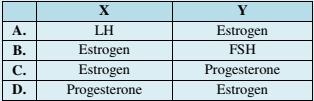 X Y
A. LH Estrogen
B. Estrogen FSH
C. Estrogen Progesterone
D. Progesterone Estrogen